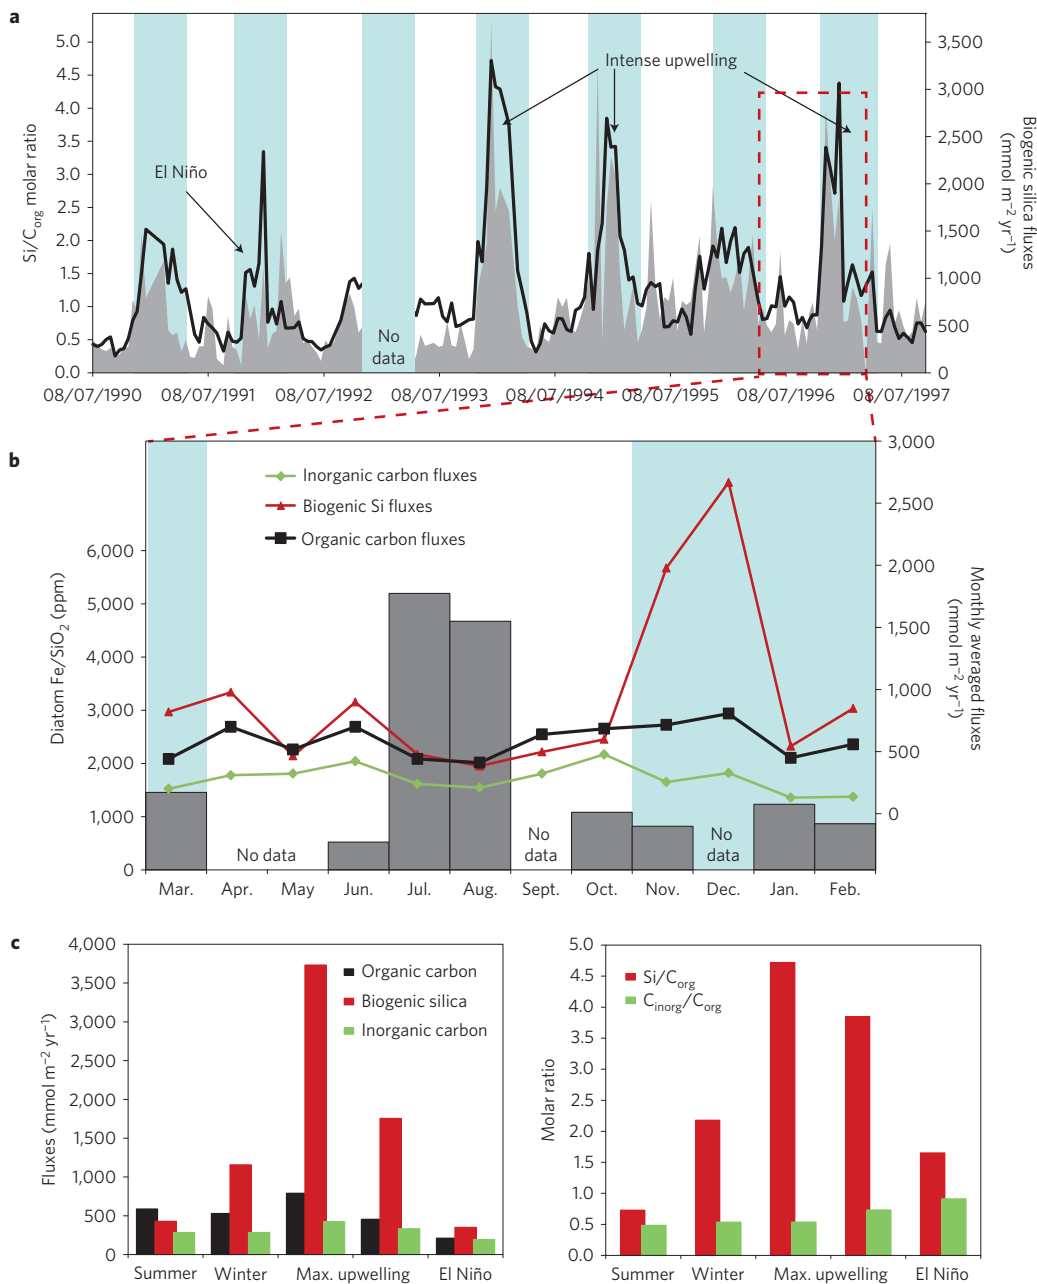 a
5.0
4.5
4.0
3.5
3.0
2.5
2.0
1.5
1.0
0.5
0.0
Si/Corg molar ratio
3,500
3,000
2,500
2,000
1,500
1,000
500
0
Biogenic silica fluxes
(mmol m−2 yr−1)
Intense upwelling
El Niño
No
data
08/07/1990
08/07/1991
08/07/1992
08/07/1993
08/07/1994
08/07/1995
08/07/1996
08/07/1997
b
Inorganic carbon fluxes
Biogenic Si fluxes
Organic carbon fluxes
6,000
5,000
4,000
3,000
2,000
1,000
0
Diatom Fe/SiO2 (ppm)
3,000
2,500
2,000
1,500
1,000
500
0
Monthly averaged fluxes
(mmol m−2 yr−1)
No data
No
data
No
data
Mar. Apr. May Jun. Jul. Aug. Sept. Oct. Nov. Dec. Jan. Feb.
c
4,000
3,500
3,000
2,500
2,000
1,500
1,000
500
0
Fluxes (mmol m−2 yr−1)
Organic carbon
Biogenic silica
Inorganic carbon
Summer Winter Max. upwelling El Niño
5.0
4.5
4.0
3.5
3.0
2.5
2.0
1.5
1.0
0.5
0.0
Molar ratio
Si/Corg
Cinorg/Corg
Summer Winter Max. upwelling El Niño